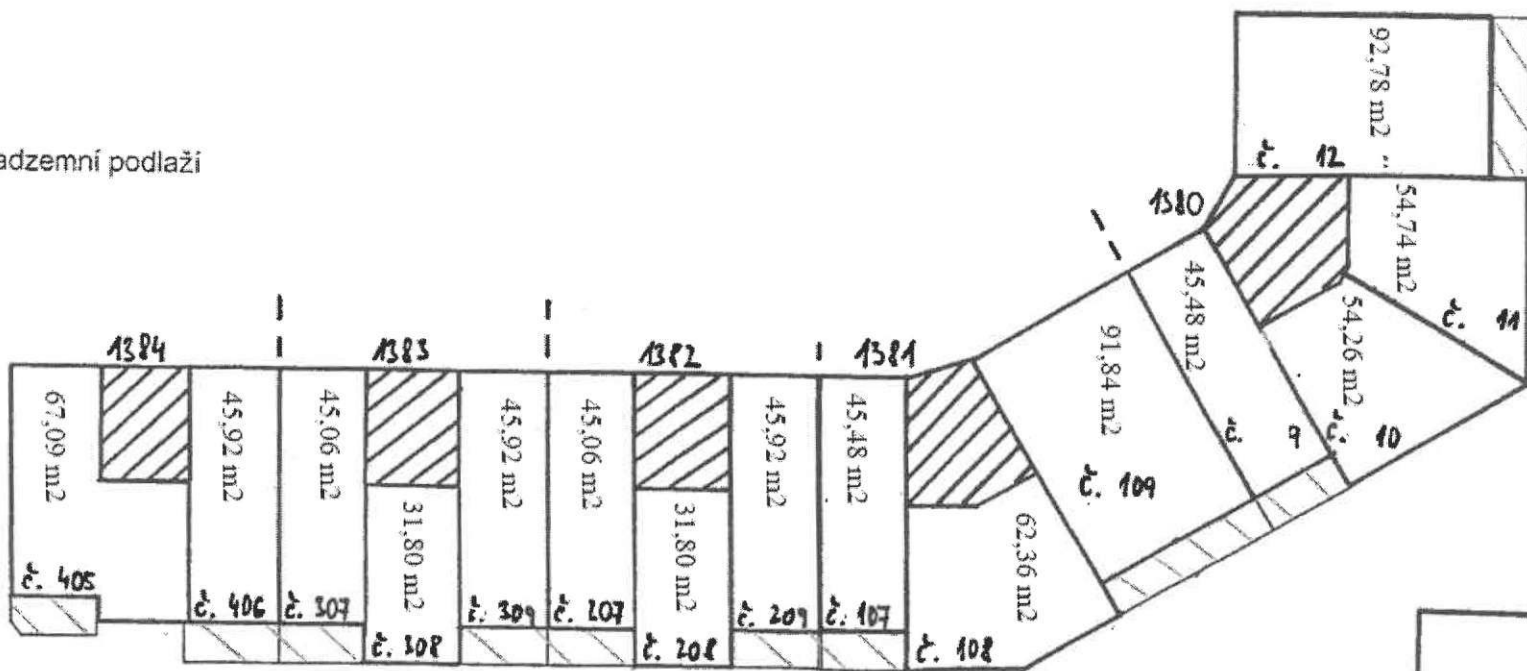 adzemní podlaží
92,78 m2
č. 12
54,74 m2
č. 11
1380
45,48 m2
č. 9
54,26 m2
č. 10
91,84 m2
č. 109
1384
1383
1382
1381
67,09 m2
č. 405
45,92 m2
č. 406
45,06 m2
č. 307
31,80 m2
č. 308
45,92 m2
č. 309
45,06 m2
č. 207
31,80 m2
č. 208
45,92 m2
č. 209
45,48 m2
č. 107
62,36 m2
č. 108